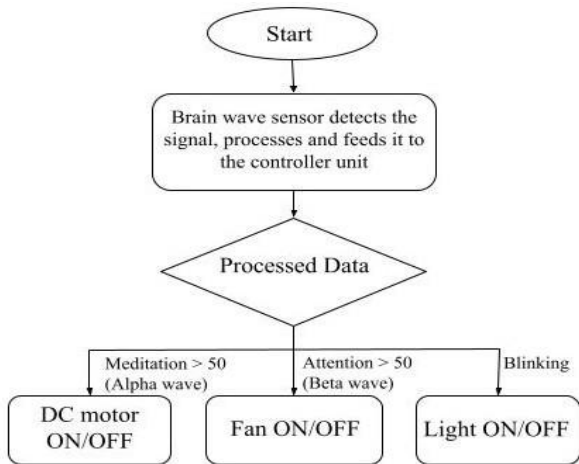 Start
Brain wave sensor detects the
signal, processes and feeds it to
the controller unit
Processed Data
Meditation > 50
(Alpha wave)
Attention > 50
(Beta wave)
Blinking
DC motor
ON/OFF
Fan ON/OFF
Light ON/OFF